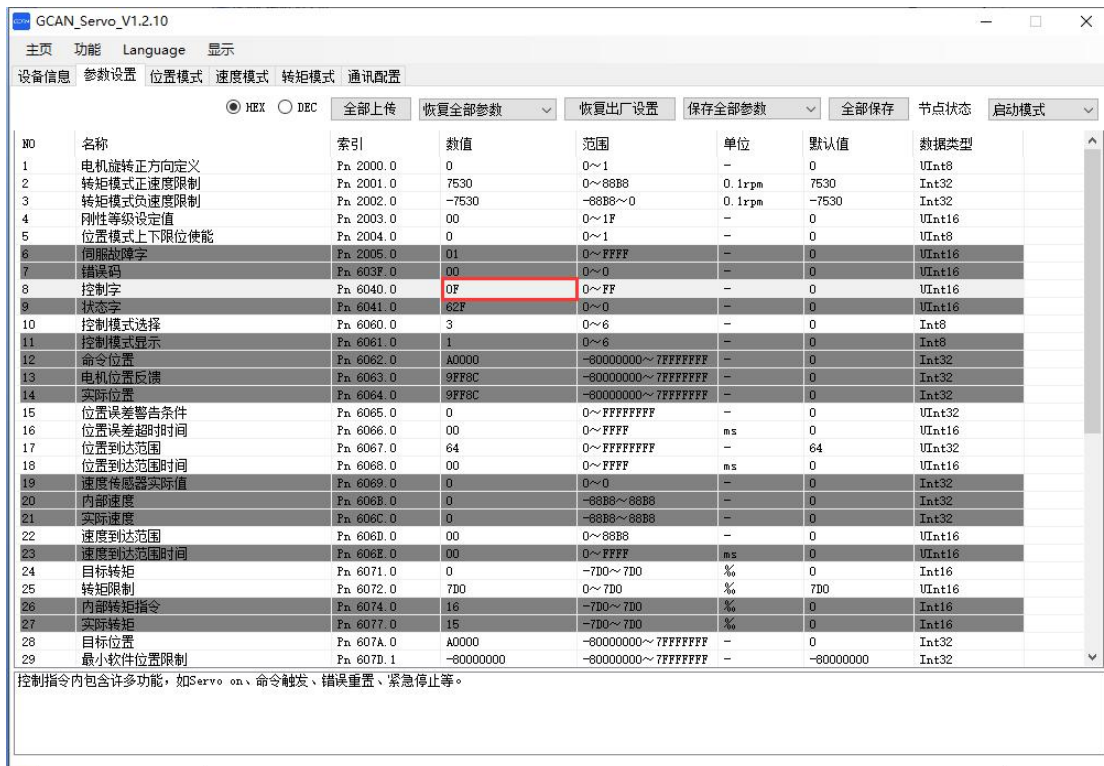 GCAN_Servo_V1.2.10
主页 功能 Language 显示
设备信息 参数设置 位置模式 速度模式 转矩模式 通讯配置
HEX DEC 全部上传 恢复全部参数 恢复出厂设置 保存全部参数 全部保存 节点状态 启动模式
NO 名称 索引 数值 范围 单位 默认值 数据类型
1 电机旋转正方向定义 Pn 2000.0 0 0~1 - 0 UInt8
2 转矩模式正速度限制 Pn 2001.0 7530 0~88B8 0.1rpm 7530 Int32
3 转矩模式负速度限制 Pn 2002.0 -7530 -88B8~0 0.1rpm -7530 Int32
4 刚性等级设定值 Pn 2003.0 00 0~1F - 0 UInt16
5 位置模式上下限位使能 Pn 2004.0 0 0~1 - 0 UInt8
6 伺服故障字 Pn 2005.0 01 0~FFFF - 0 UInt16
7 错误码 Pn 603F.0 00 0~0 - 0 UInt16
8 控制字 Pn 6040.0 0F 0~FF - 0 UInt16
9 状态字 Pn 6041.0 62F 0~0 - 0 UInt16
10 控制模式选择 Pn 6060.0 3 0~6 - 0 Int8
11 控制模式显示 Pn 6061.0 1 0~6 - 0 Int8
12 命令位置 Pn 6062.0 A0000 -80000000~7FFFFFFF - 0 Int32
13 电机位置反馈 Pn 6063.0 9FF8C -80000000~7FFFFFFF - 0 Int32
14 实际位置 Pn 6064.0 9FF8C -80000000~7FFFFFFF - 0 Int32
15 位置误差警告条件 Pn 6065.0 0 0~FFFFFFFF - 0 UInt32
16 位置误差超时时间 Pn 6066.0 00 0~FFFF ms 0 UInt16
17 位置到达范围 Pn 6067.0 64 0~FFFFFFFF - 64 UInt32
18 位置到达范围时间 Pn 6068.0 00 0~FFFF ms 0 UInt16
19 速度传感器实际值 Pn 6069.0 0 0~0 - 0 Int32
20 内部速度 Pn 606B.0 0 -88B8~88B8 - 0 Int32
21 实际速度 Pn 606C.0 0 -88B8~88B8 - 0 Int32
22 速度到达范围 Pn 606D.0 00 0~88B8 - 0 UInt16
23 速度到达范围时间 Pn 606E.0 00 0~FFFF ms 0 UInt16
24 目标转矩 Pn 6071.0 0 -7D0~7D0 ‰ 0 Int16
25 转矩限制 Pn 6072.0 7D0 0~7D0 ‰ 7D0 UInt16
26 内部转矩指令 Pn 6074.0 16 -7D0~7D0 ‰ 0 Int16
27 实际转矩 Pn 6077.0 15 -7D0~7D0 ‰ 0 Int16
28 目标位置 Pn 607A.0 A0000 -80000000~7FFFFFFF - 0 Int32
29 最小软件位置限制 Pn 607D.1 -80000000 -80000000~7FFFFFFF - -80000000 Int32
控制指令内包含许多功能，如Servo on、命令触发、错误重置、紧急停止等。